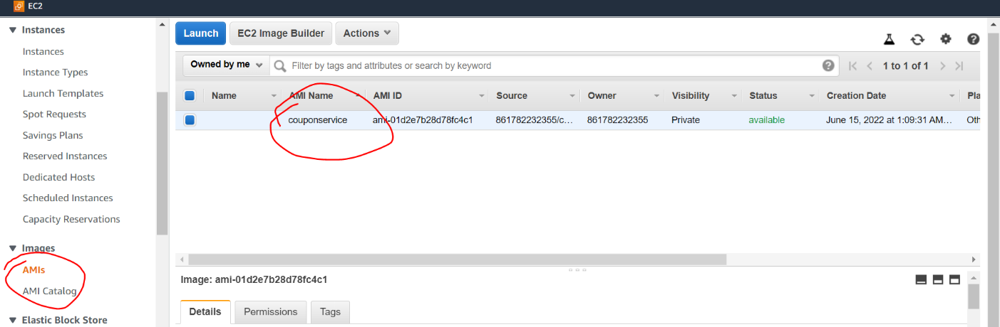 EC2
Instances
Instances
Instance Types
Launch Templates
Spot Requests
Savings Plans
Reserved Instances
Dedicated Hosts
Scheduled Instances
Capacity Reservations
Images
AMIs
AMI Catalog
Elastic Block Store
Launch EC2 Image Builder Actions
Owned by me Filter by tags and attributes or search by keyword 1 to 1 of 1
Name AMI Name AMI ID Source Owner Visibility Status Creation Date Pla
couponservice ami-01d2e7b28d78fc4c1 861782232355/c... 861782232355 Private available June 15, 2022 at 1:09:31 AM... Oth
Image: ami-01d2e7b28d78fc4c1
Details Permissions Tags